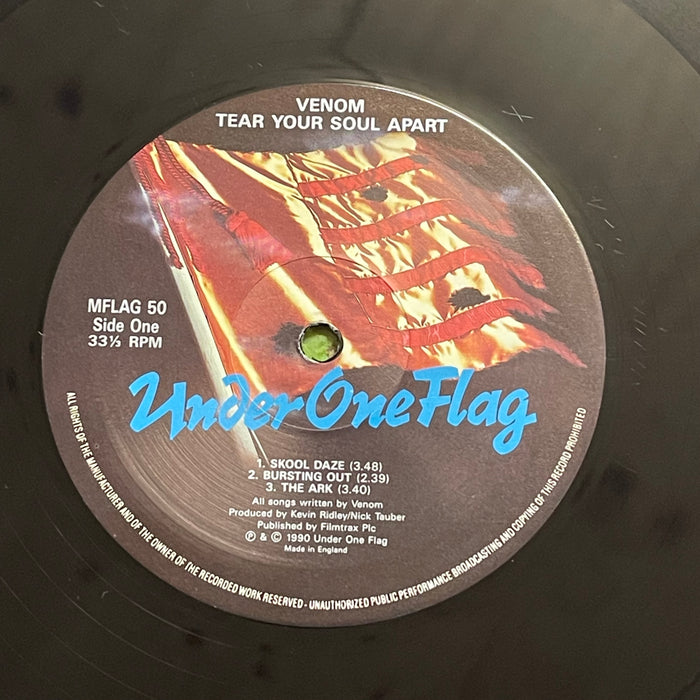 VENOM
TEAR YOUR SOUL APART
MFLAG 50
Side One
33⅓ RPM
Under One Flag
1. SKOOL DAZE (3.48)
2. BURSTING OUT (2.39)
3. THE ARK (3.40)
All songs written by Venom
Produced by Kevin Ridley/Nick Tauber
Published by Filmtrax Plc
Ⓟ & © 1990 Under One Flag
Made in England
ALL RIGHTS OF THE MANUFACTURER AND OF THE OWNER OF THE RECORDED WORK RESERVED - UNAUTHORIZED PUBLIC PERFORMANCE BROADCASTING AND COPYING OF THIS RECORD PROHIBITED